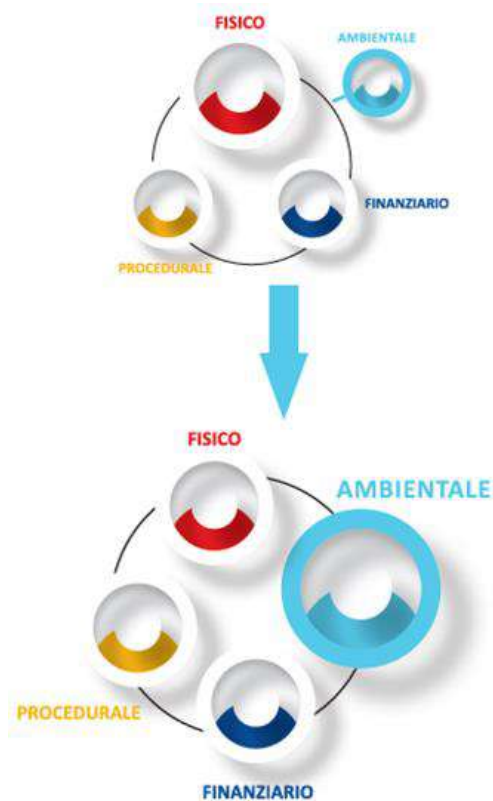 FISICO
AMBIENTALE
FINANZIARIO
PROCEDURALE
FISICO
AMBIENTALE
PROCEDURALE
FINANZIARIO